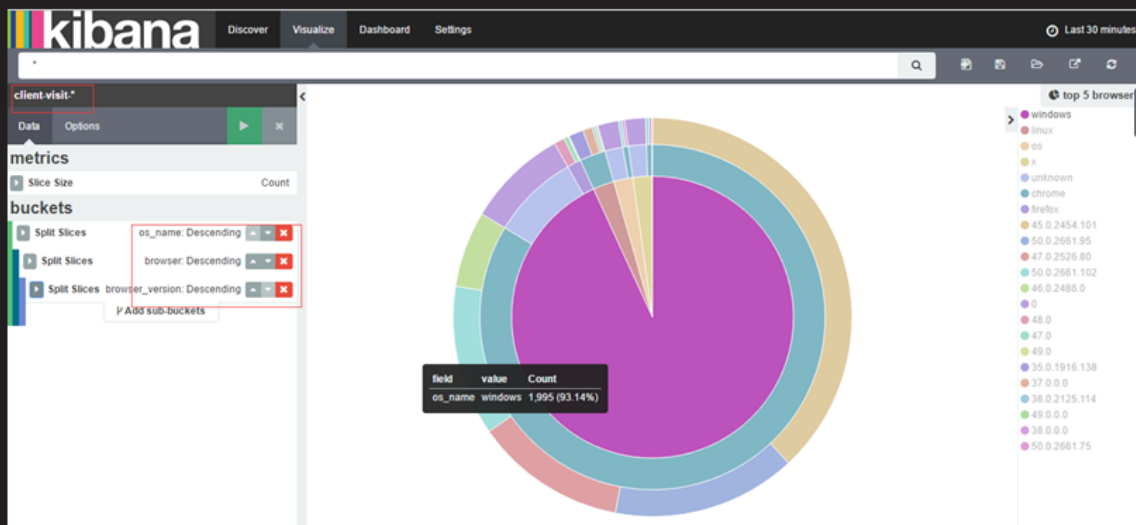 kibana Discover Visualize Dashboard Settings Last 30 minutes
*
client-visit-* top 5 browser
Data Options
metrics
Slice Size Count
buckets
Split Slices os_name: Descending
Split Slices browser: Descending
Split Slices browser_version: Descending
Add sub-buckets
field value Count
os_name windows 1,995 (93.14%)
windows
linux
os
x
unknown
chrome
firefox
45.0.2454.101
50.0.2661.95
47.0.2526.80
50.0.2661.102
46.0.2486.0
0
48.0
47.0
49.0
35.0.1916.138
37.0.0.0
38.0.2125.114
49.0.0.0
38.0.0.0
50.0.2661.75